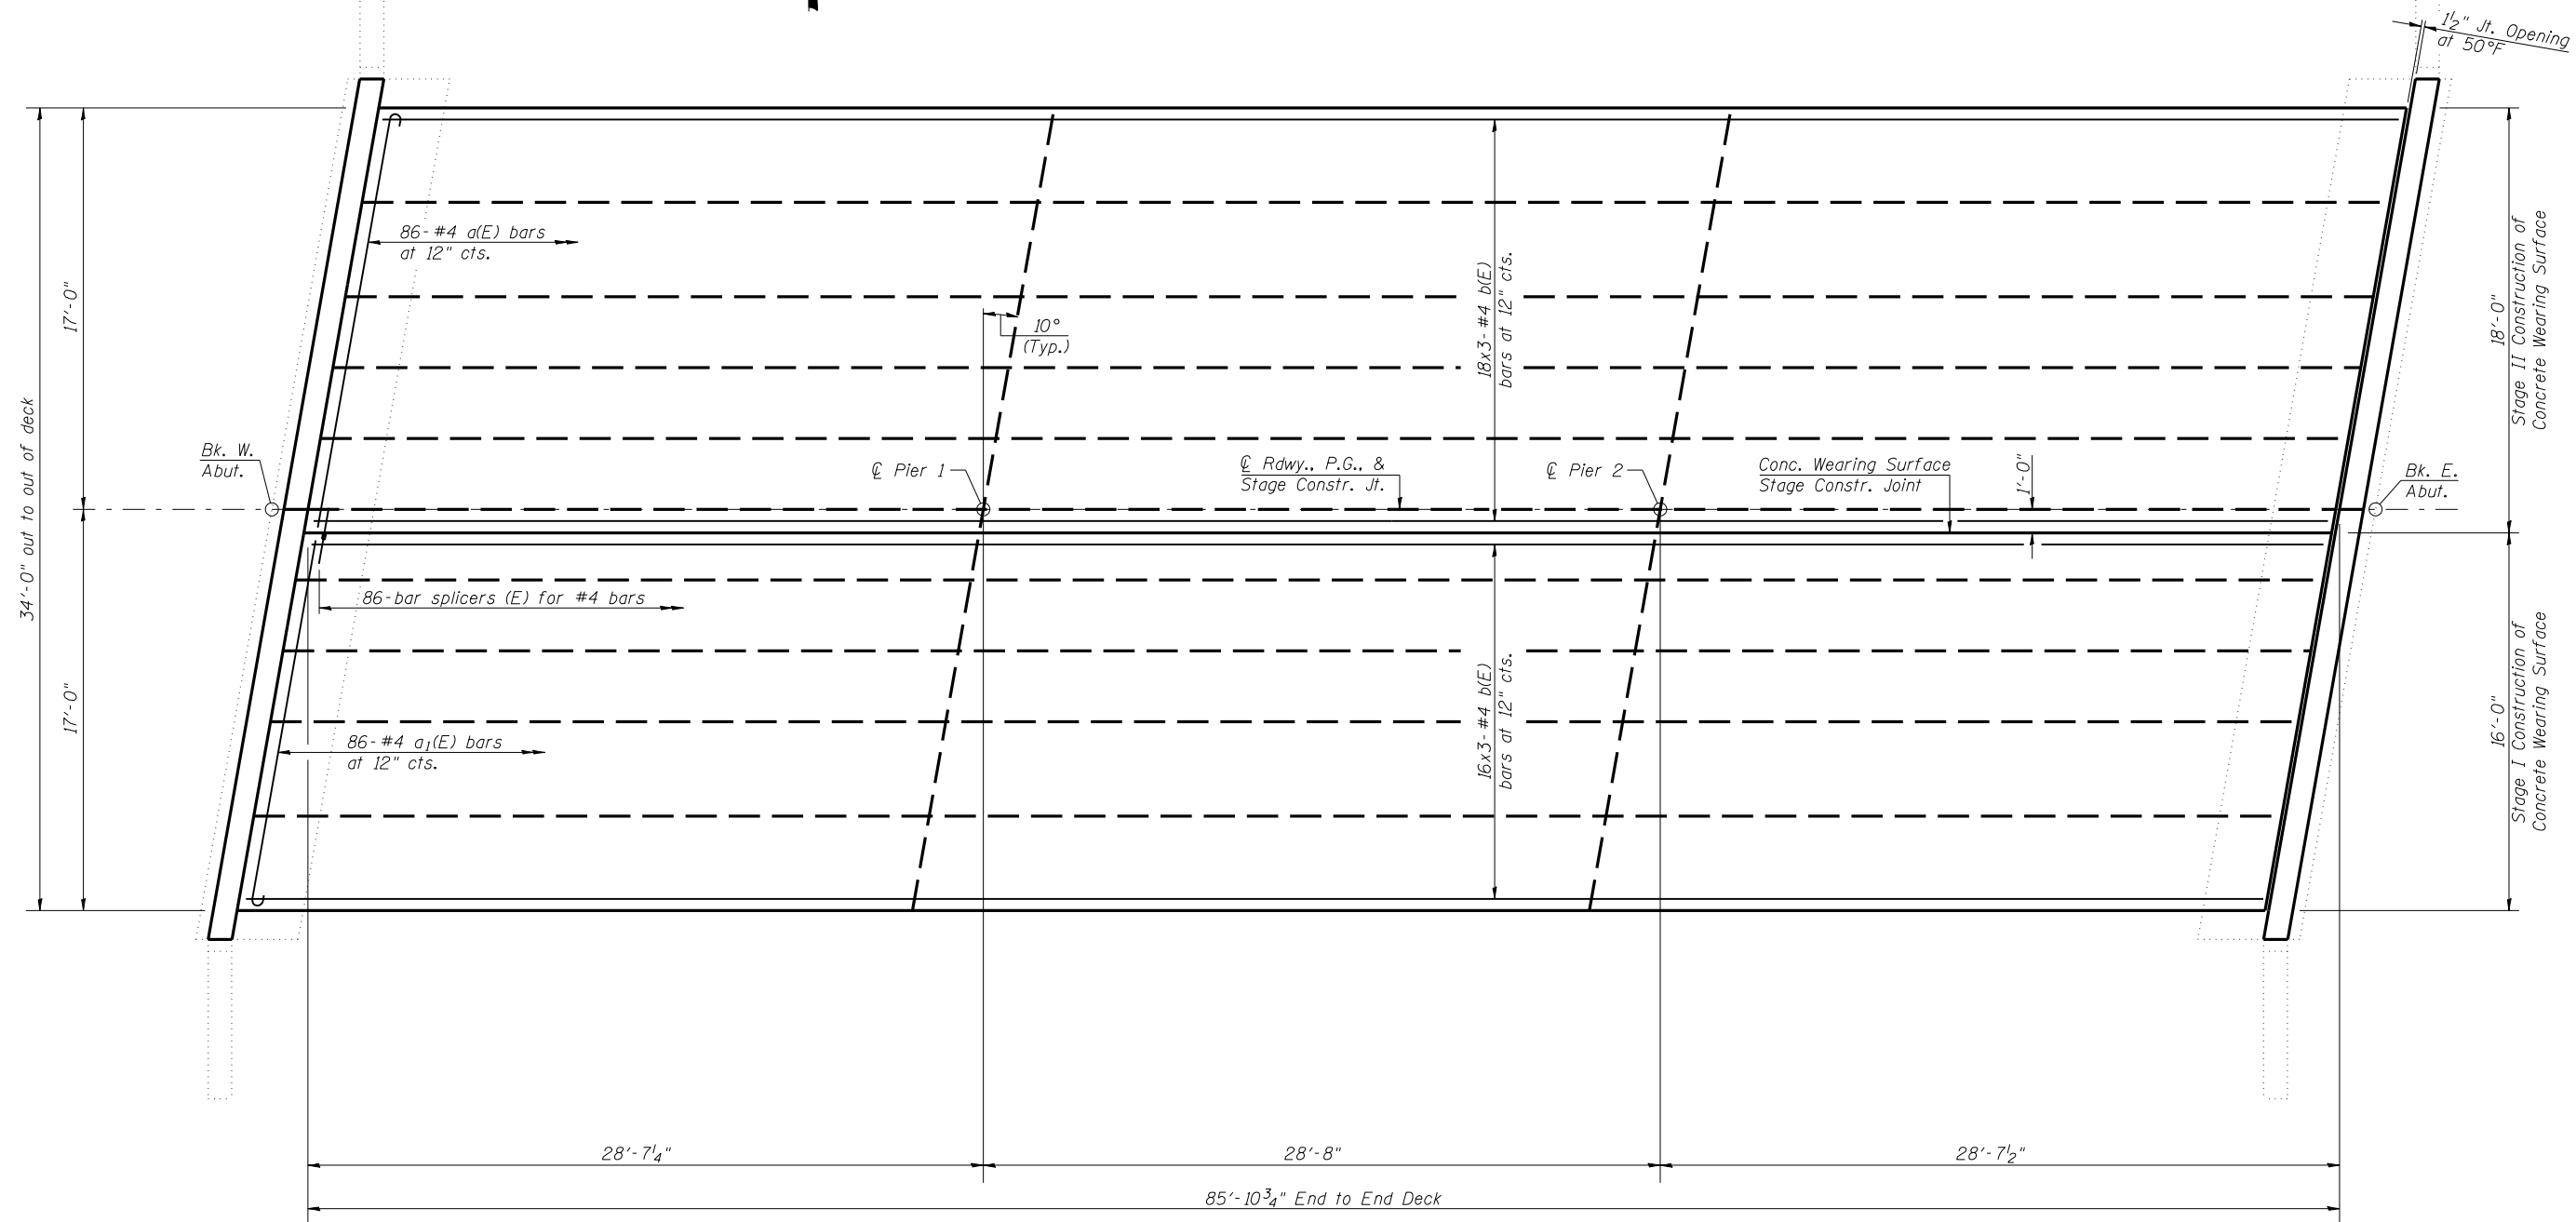 1½" Jt. Opening
at 50°F
86-#4 a(E) bars
at 12" cts.
17'-0"
34'-0" out to out of deck
17'-0"
Bk. W.
Abut.
10°
(Typ.)
18x3-#4 b(E)
bars at 12" cts.
℄ Pier 1
℄ Rdwy., P.G., &
Stage Constr. Jt.
℄ Pier 2
Conc. Wearing Surface
Stage Constr. Joint
1'-0"
Bk. E.
Abut.
18'-0"
Stage II Construction of
Concrete Wearing Surface
86-bar splicers (E) for #4 bars
86-#4 a₁(E) bars
at 12" cts.
16x3-#4 b(E)
bars at 12" cts.
16'-0"
Stage I Construction of
Concrete Wearing Surface
28'-7¼"
28'-8"
28'-7½"
85'-10¾" End to End Deck